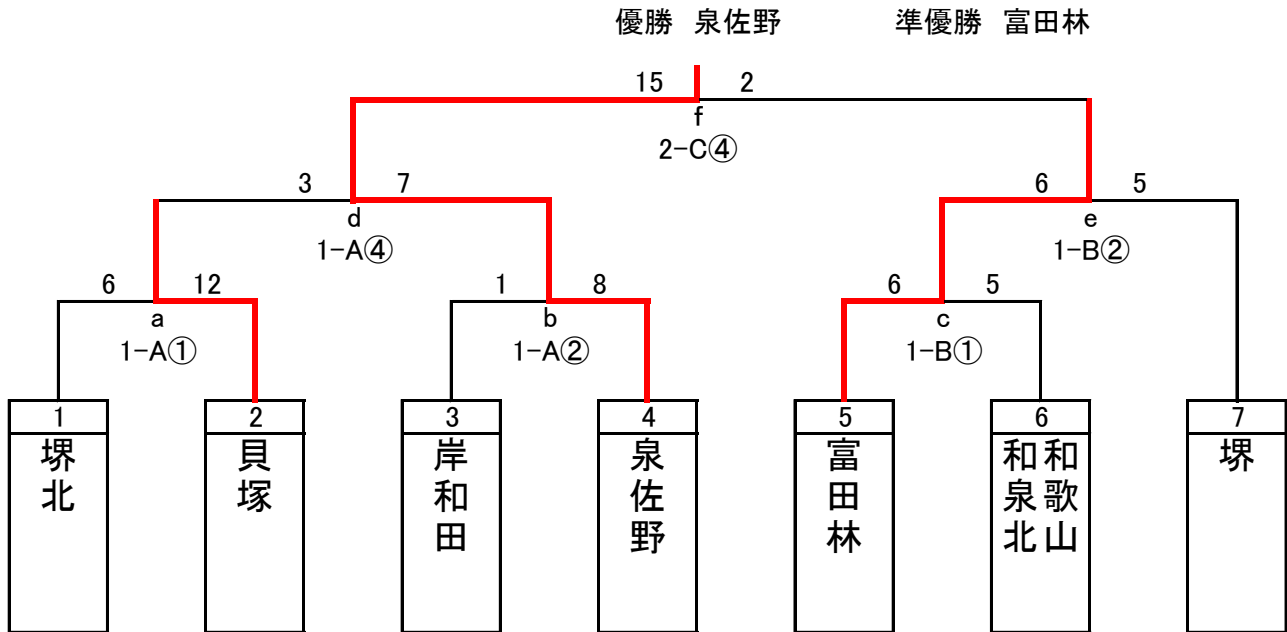 優勝 泉佐野 準優勝 富田林
15 2
f
2-C④
3 7 6 5
d e
1-A④ 1-B②
6 12 1 8 6 5
a b c
1-A① 1-A② 1-B①
1 2 3 4 5 6 7
堺北
貝塚
岸和田
泉佐野
富田林
和歌山
和泉北
堺